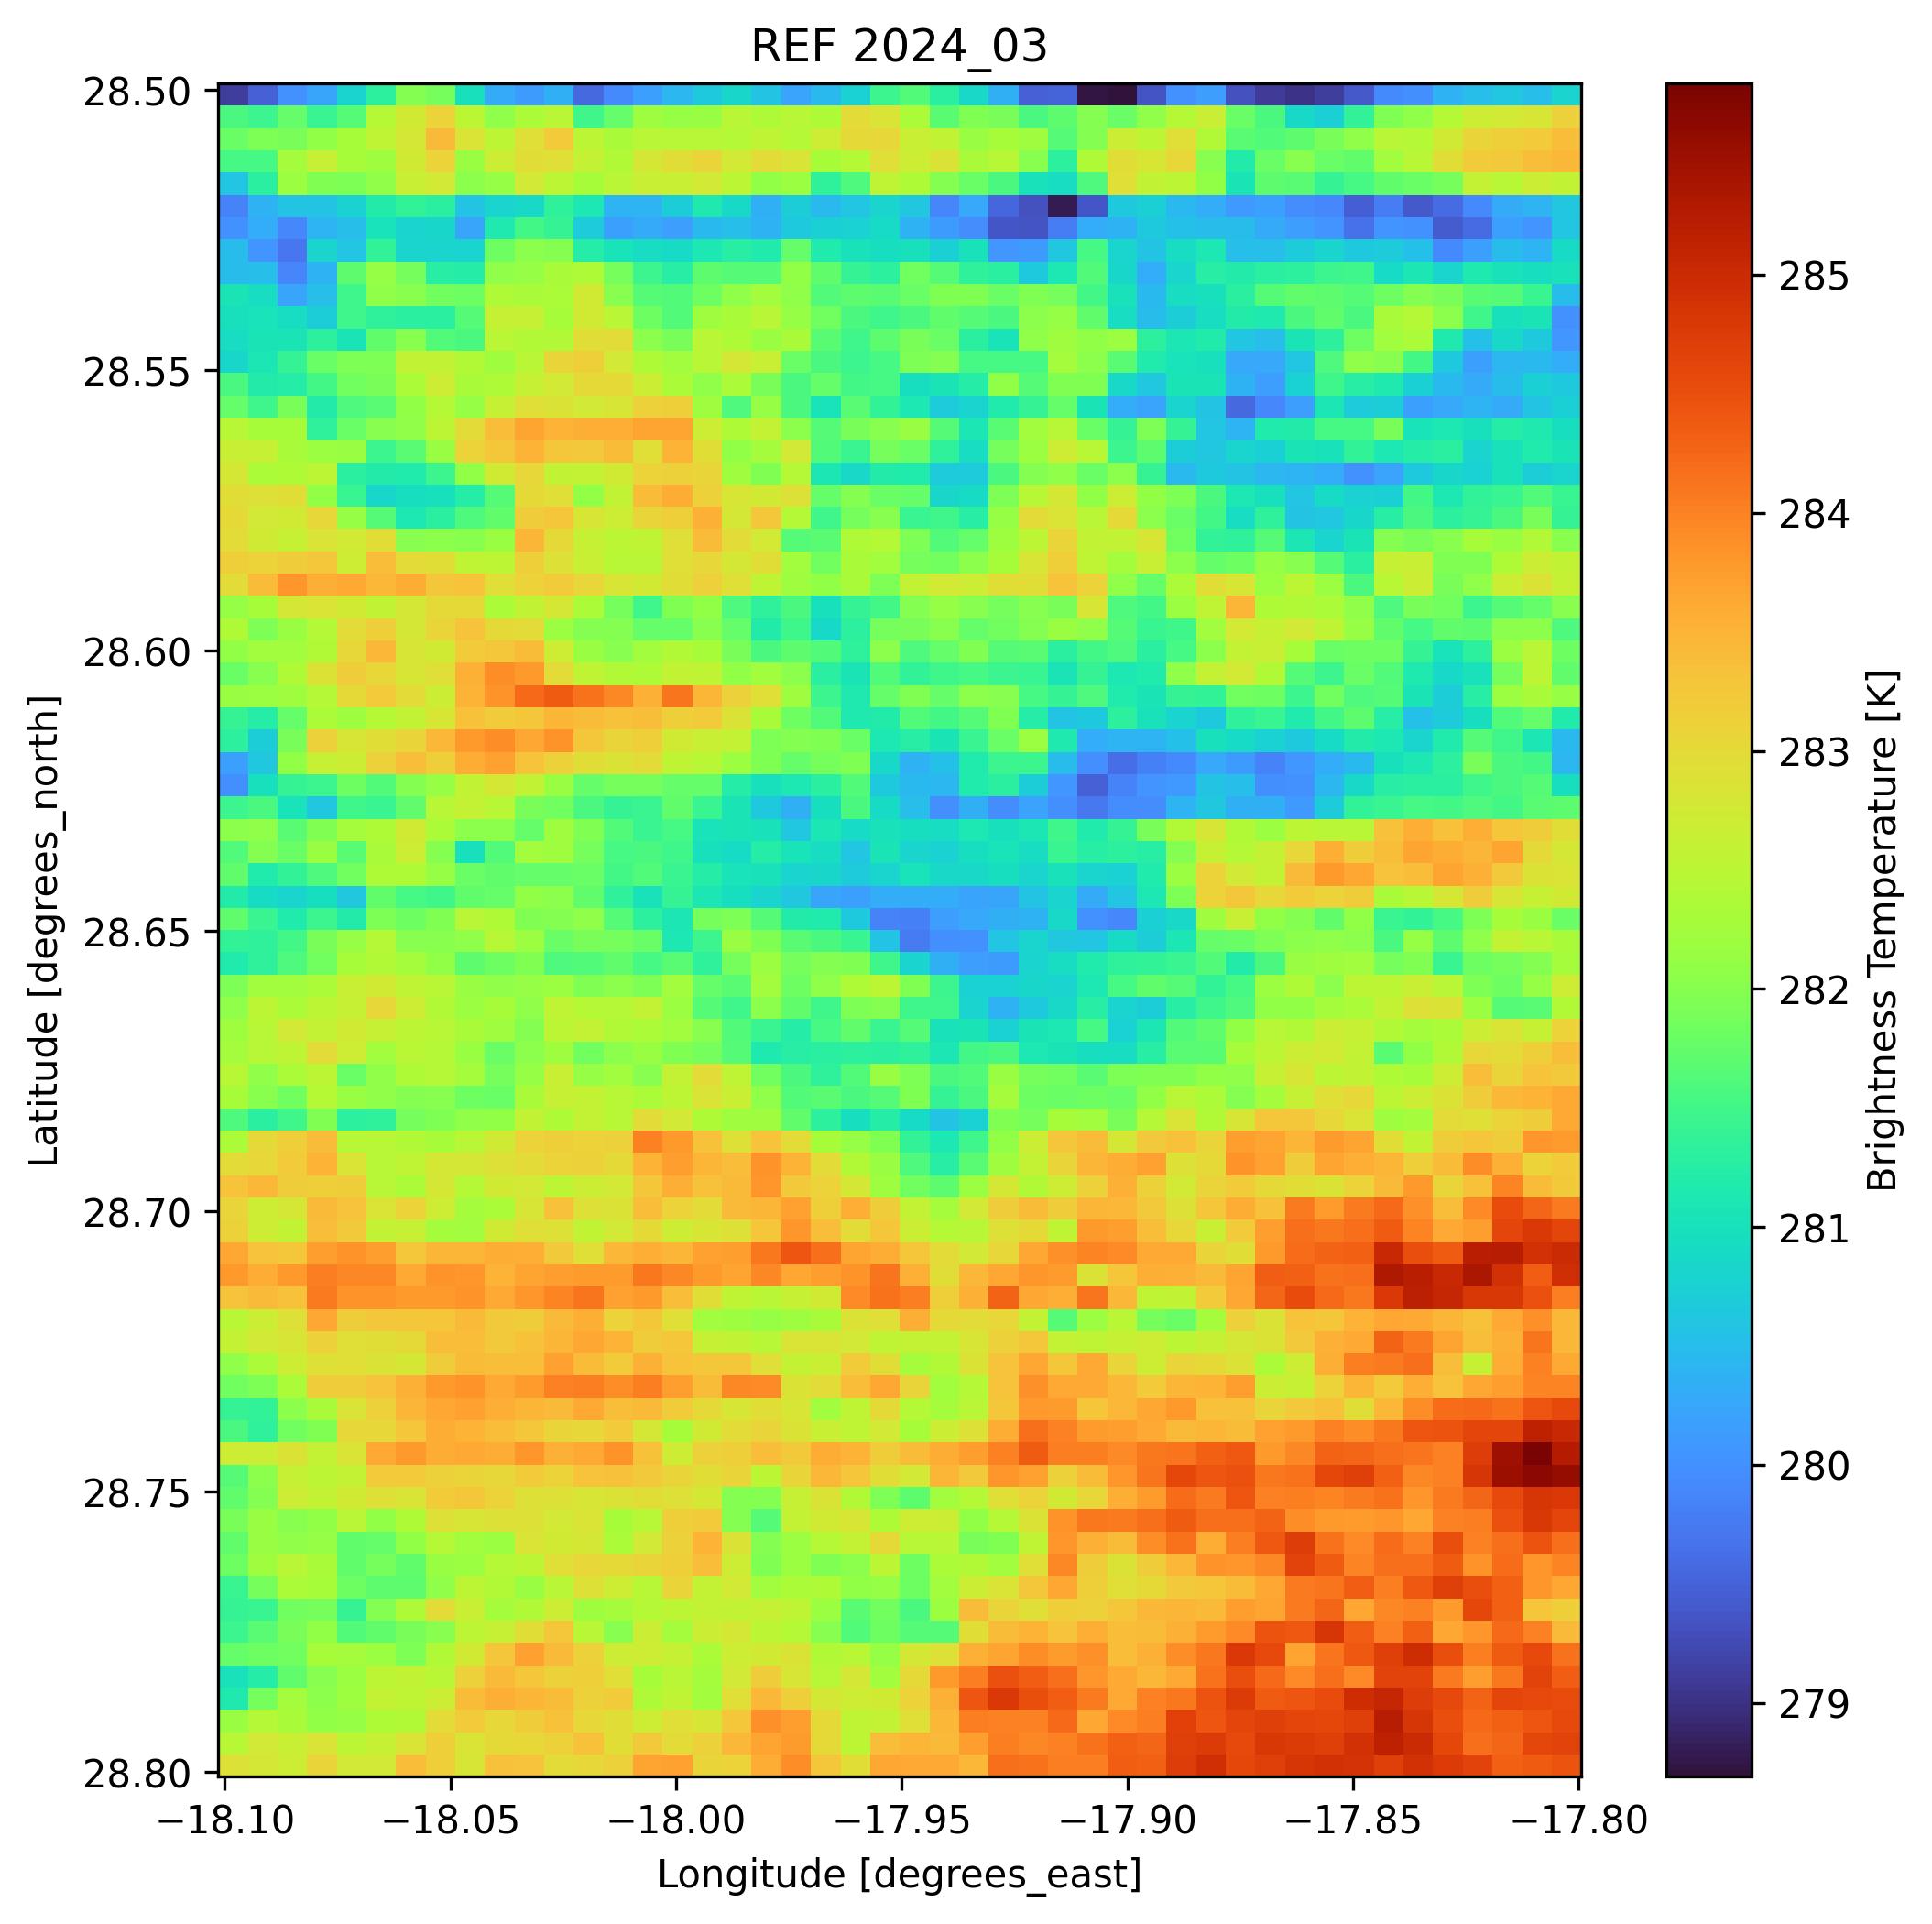 REF 2024_03
28.50
28.55
28.60
28.65
28.70
28.75
28.80
Latitude [degrees_north]
−18.10 −18.05 −18.00 −17.95 −17.90 −17.85 −17.80
Longitude [degrees_east]
285
284
283
282
281
280
279
Brightness Temperature [K]